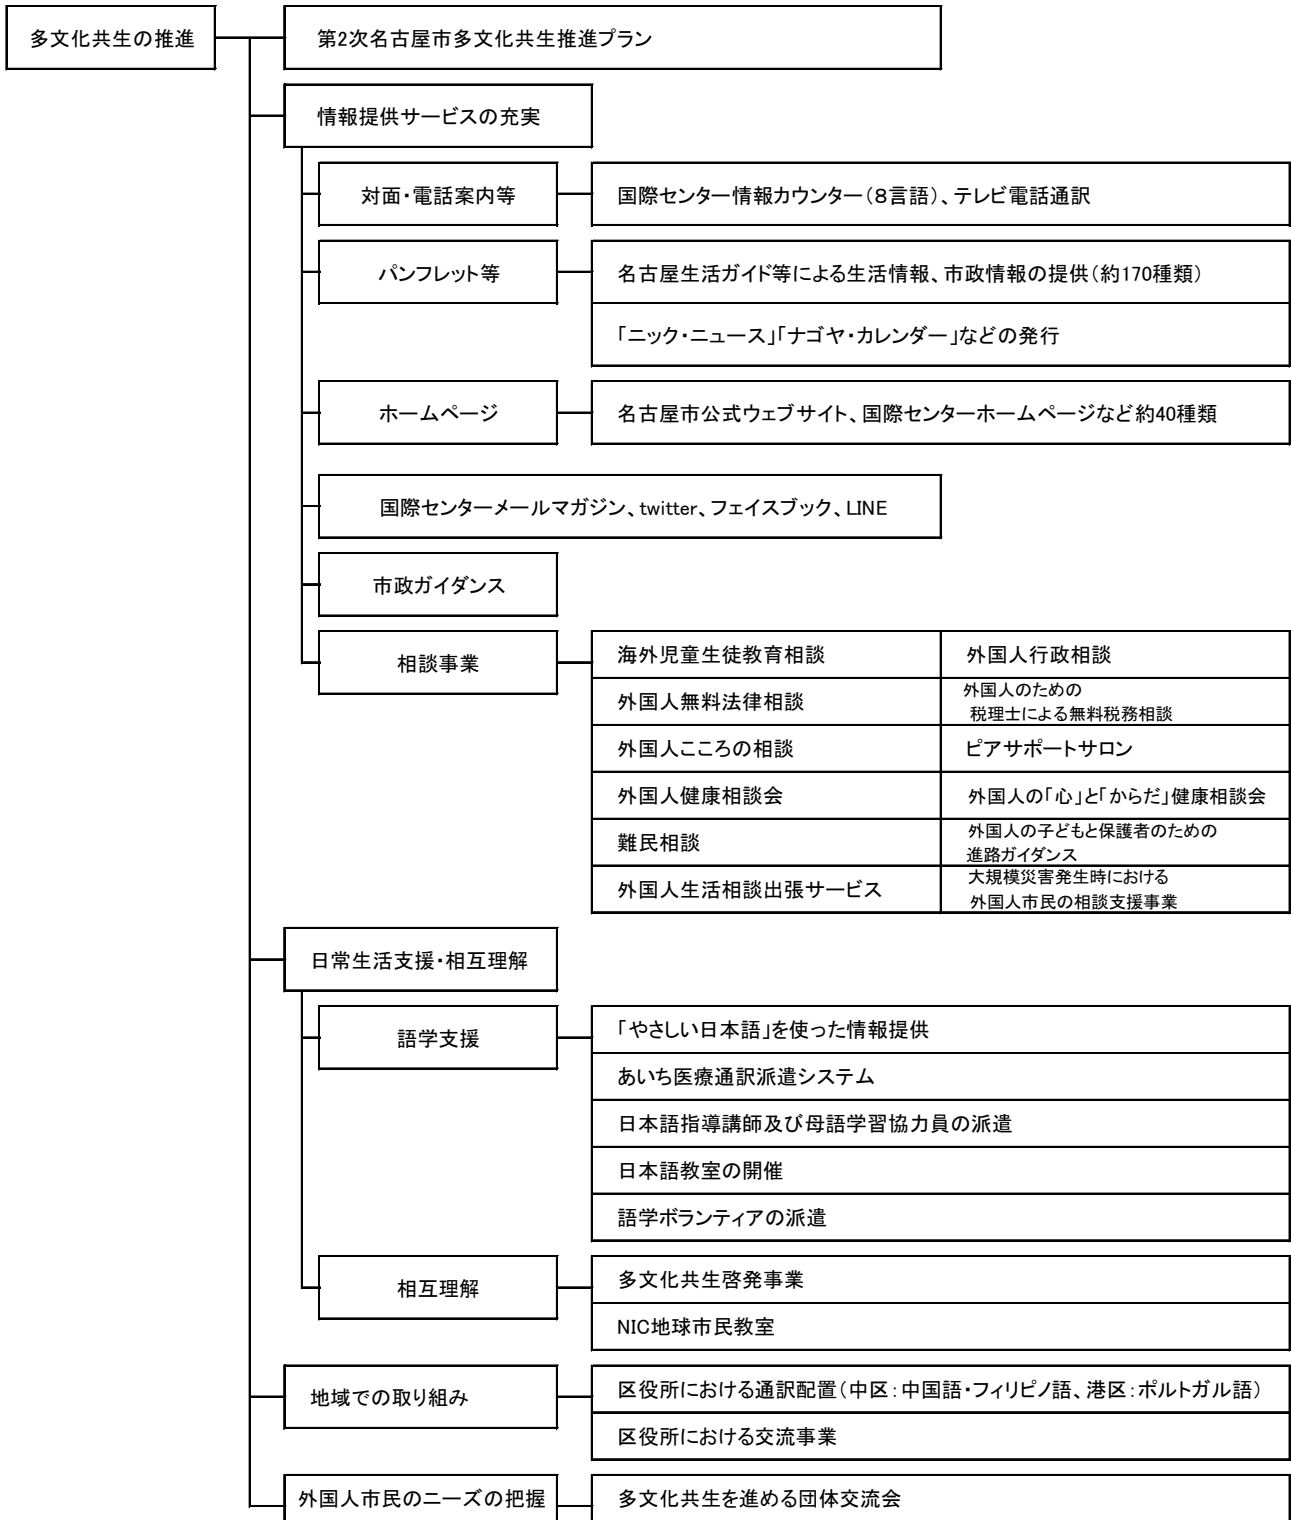 多文化共生の推進
第2次名古屋市多文化共生推進プラン
情報提供サービスの充実
対面・電話案内等
国際センター情報カウンター（８言語）、テレビ電話通訳
パンフレット等
名古屋生活ガイド等による生活情報、市政情報の提供（約170種類）
「ニック・ニュース」「ナゴヤ・カレンダー」などの発行
ホームページ
名古屋市公式ウェブサイト、国際センターホームページなど約40種類
国際センターメールマガジン、twitter、フェイスブック、LINE
市政ガイダンス
相談事業
海外児童生徒教育相談
外国人行政相談
外国人無料法律相談
外国人のための
税理士による無料税務相談
外国人こころの相談
ピアサポートサロン
外国人健康相談会
外国人の「心」と「からだ」健康相談会
難民相談
外国人の子どもと保護者のための
進路ガイダンス
外国人生活相談出張サービス
大規模災害発生時における
外国人市民の相談支援事業
日常生活支援・相互理解
語学支援
「やさしい日本語」を使った情報提供
あいち医療通訳派遣システム
日本語指導講師及び母語学習協力員の派遣
日本語教室の開催
語学ボランティアの派遣
相互理解
多文化共生啓発事業
NIC地球市民教室
地域での取り組み
区役所における通訳配置（中区：中国語・フィリピノ語、港区：ポルトガル語）
区役所における交流事業
外国人市民のニーズの把握
多文化共生を進める団体交流会